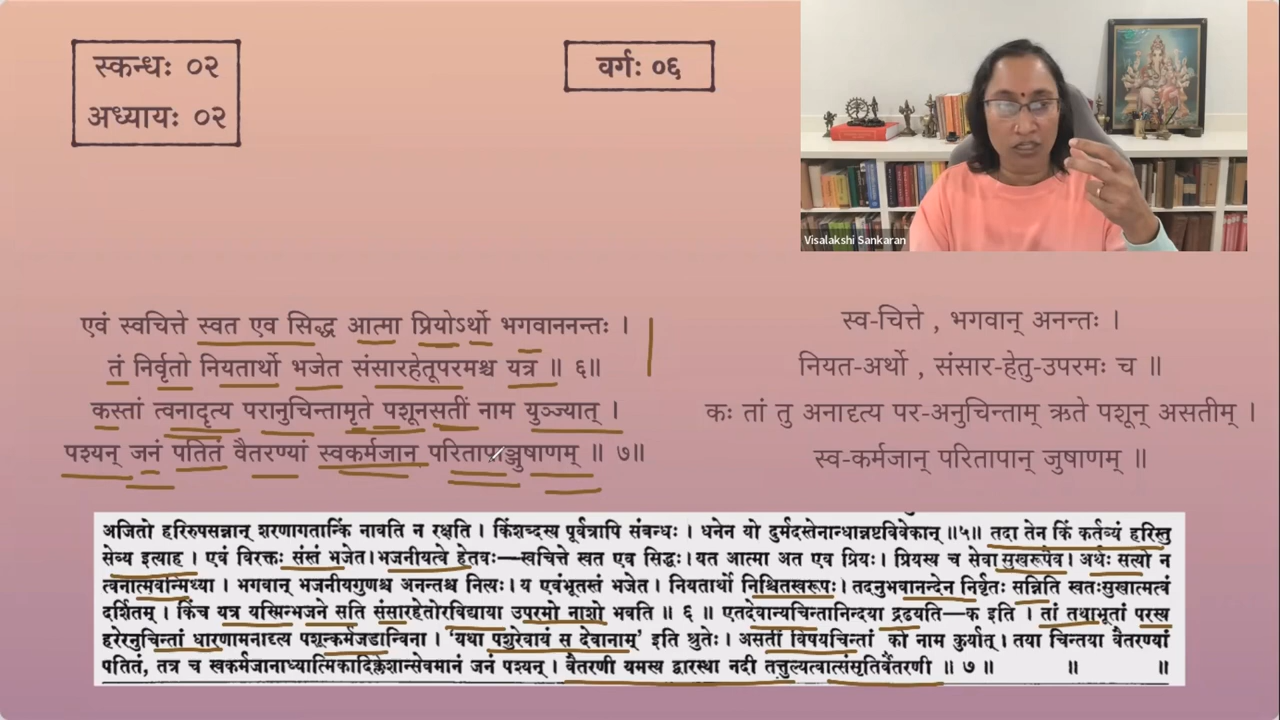 स्कन्धः ०२
अध्यायः ०२
वर्गः ०६
Visalakshi Sankaran
एवं स्वचित्ते स्वत एव सिद्ध आत्मा प्रियोऽर्थो भगवाननन्तः ।
तं निर्वृतो नियतार्थो भजेत संसारहेतूपरमश्च यत्र ॥ ६॥
कस्तां त्वनादृत्य परानुचिन्तामृते पशूनसतीं नाम युञ्ज्यात् ।
पश्यन् जनं पतितं वैतरण्यां स्वकर्मजान् परितापाञ्जुषाणम् ॥ ७॥
स्व-चित्ते , भगवान् अनन्तः ।
नियत-अर्थो , संसार-हेतु-उपरमः च ॥
कः तां तु अनादृत्य पर-अनुचिन्ताम् ऋते पशून् असतीम् ।
स्व-कर्मजान् परितापान् जुषाणम् ॥
अजितो हरिरुपसन्नान् शरणागतान्किं नावति न रक्षति । किंशब्दस्य पूर्वत्रापि संबन्धः । धनेन यो दुर्मदस्तेनान्धान्नष्टविवेकान् ॥५॥ तदा तेन किं कर्तव्यं हरिस्तु
सेव्य इत्याह । एवं विरक्तः संस्तं भजेत । भजनीयत्वे हेतवः—स्वचित्ते स्वत एव सिद्धः । यत आत्मा अत एव प्रियः । प्रियस्य च सेवा सुखरूपैव । अर्थः सत्यो न
त्वनात्मवन्मिथ्या । भगवान् भजनीयगुणश्च अनन्तश्च नित्यः । य एवंभूतस्तं भजेत । नियतार्थो निश्चितस्वरूपः । तदनुभवानन्देन निर्वृतः सन्निति स्वतःसुखात्मत्वं
दर्शितम् । किंच यत्र यस्मिन्भजने सति संसारहेतोरविद्याया उपरमो नाशो भवति ॥ ६ ॥ एतदेवान्यचिन्तानिन्दया द्रढयति—क इति । तां तथाभूतां परस्य
हरेरनुचिन्तां धारणामनादृत्य पशून्कर्मजडान्विना । 'यथा पशुरेवायं स देवानाम्' इति श्रुतेः । असतीं विषयचिन्तां को नाम कुर्यात् । तया चिन्तया वैतरण्यां
पतितं, तत्र च स्वकर्मजानाध्यात्मिकादिक्लेशान्सेवमानं जनं पश्यन् । वैतरणी यमस्य द्वारस्था नदी तत्तुल्यत्वात्संसृतिर्वैतरणी ॥ ७ ॥ ॥ ॥